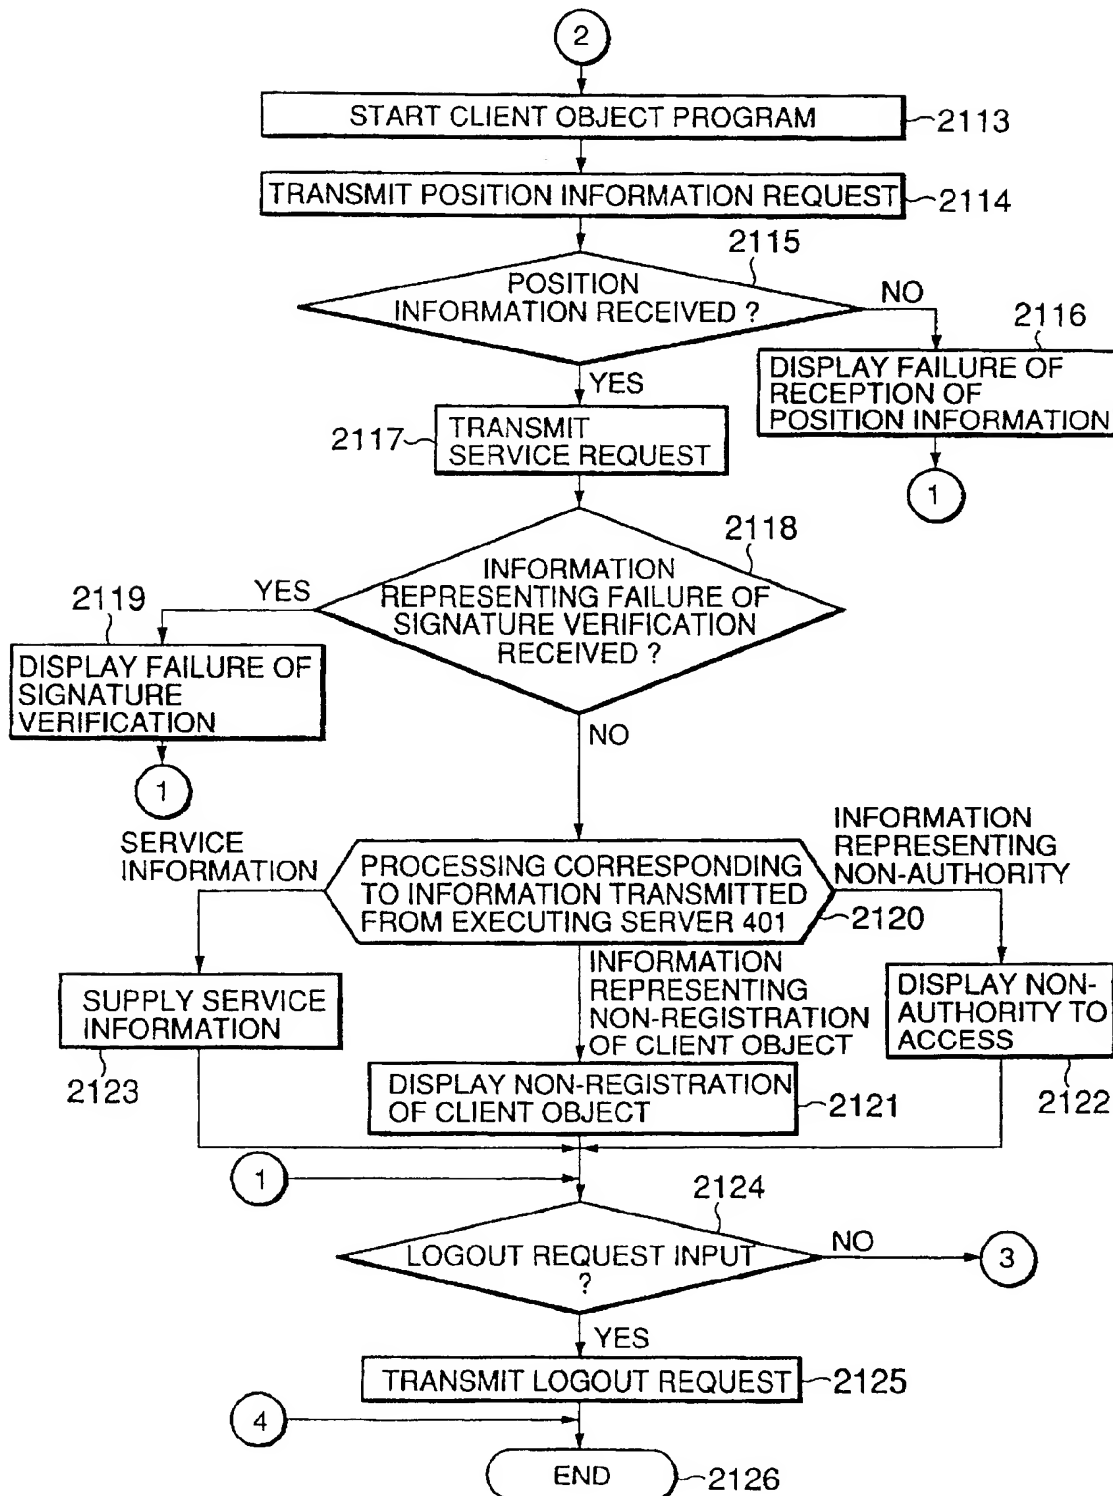 2
START CLIENT OBJECT PROGRAM
2113
TRANSMIT POSITION INFORMATION REQUEST
2114
2115
POSITION
INFORMATION RECEIVED ?
NO
YES
2116
DISPLAY FAILURE OF
RECEPTION OF
POSITION INFORMATION
1
2117
TRANSMIT
SERVICE REQUEST
2118
INFORMATION
REPRESENTING FAILURE OF
SIGNATURE VERIFICATION
RECEIVED ?
YES
NO
2119
DISPLAY FAILURE OF
SIGNATURE
VERIFICATION
1
SERVICE
INFORMATION
INFORMATION
REPRESENTING
NON-AUTHORITY
PROCESSING CORRESPONDING
TO INFORMATION TRANSMITTED
FROM EXECUTING SERVER 401
2120
INFORMATION
REPRESENTING
NON-REGISTRATION
OF CLIENT OBJECT
SUPPLY SERVICE
INFORMATION
2123
DISPLAY NON-
AUTHORITY TO
ACCESS
2122
DISPLAY NON-REGISTRATION
OF CLIENT OBJECT
2121
1
2124
LOGOUT REQUEST INPUT
?
NO
3
YES
TRANSMIT LOGOUT REQUEST
2125
4
END
2126